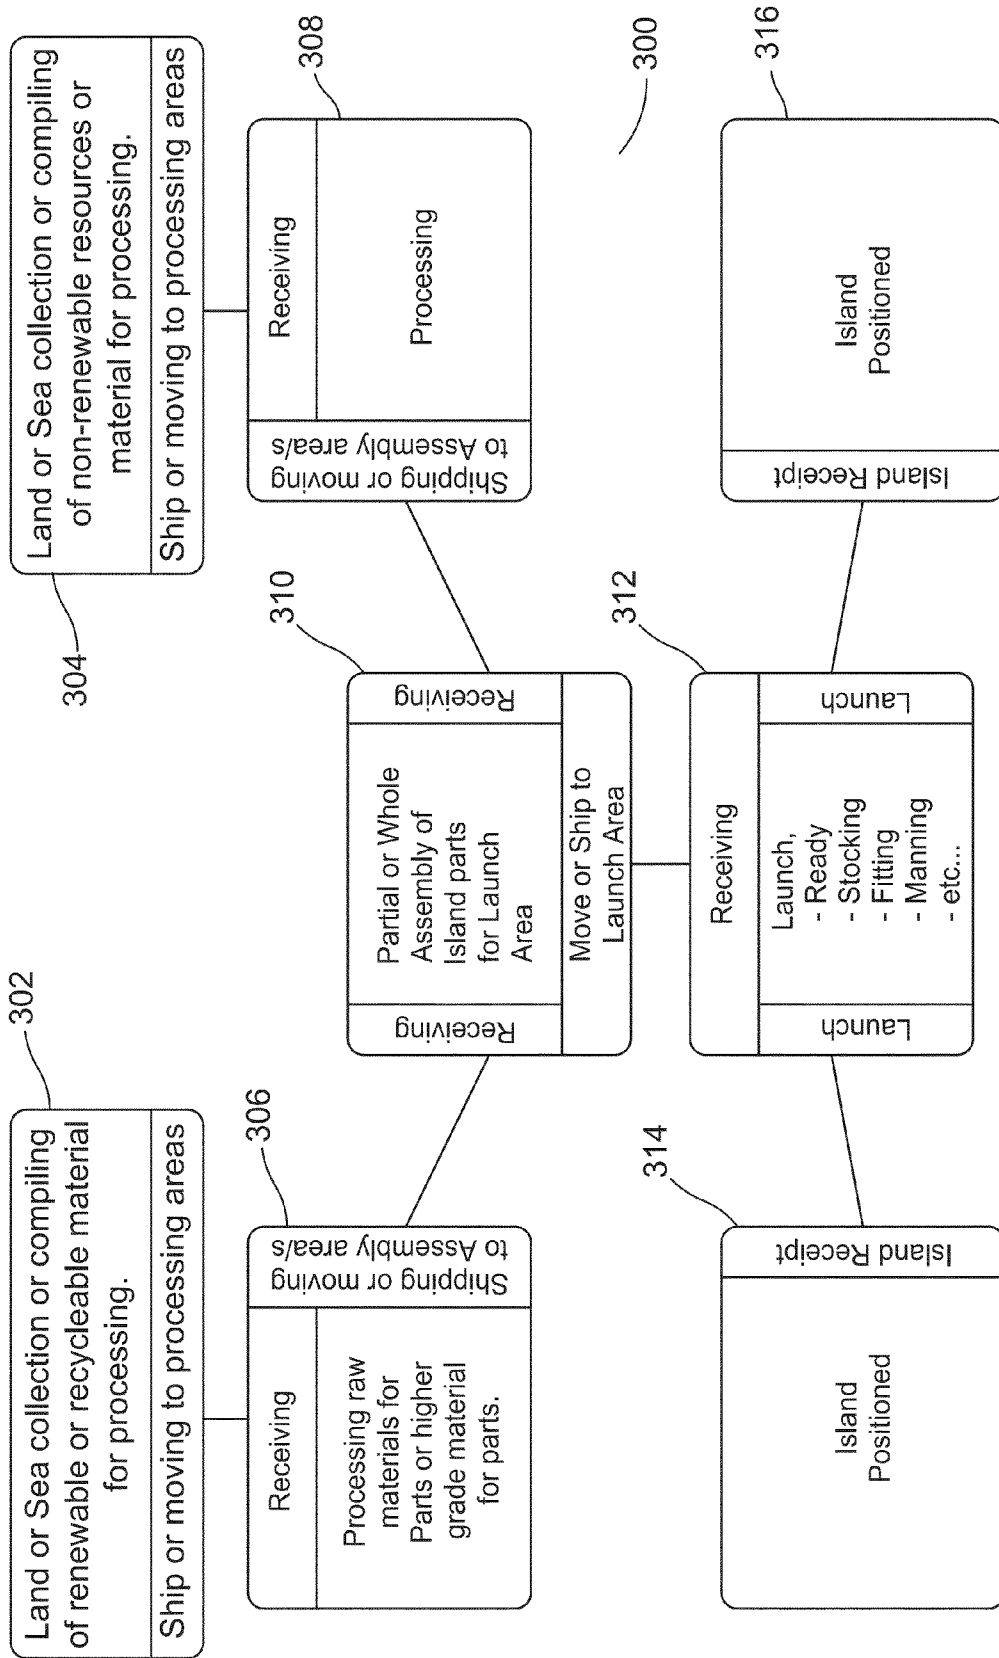 302
Land or Sea collection or compiling
of renewable or recycleable material
for processing.
Ship or moving to processing areas
304
Land or Sea collection or compiling
of non-renewable resources or
material for processing.
Ship or moving to processing areas
306
Receiving
Processing raw
materials for
Parts or higher
grade material
for parts.
Shipping or moving
to Assembly area/s
310
Receiving
Partial or Whole
Assembly of
Island parts
for Launch
Area
Receiving
Move or Ship to
Launch Area
308
Receiving
Processing
Shipping or moving
to Assembly area/s
300
314
Island
Positioned
Island Receipt
312
Receiving
Launch
Launch,
- Ready
- Stocking
- Fitting
- Manning
- etc...
Launch
316
Island Receipt
Island
Positioned